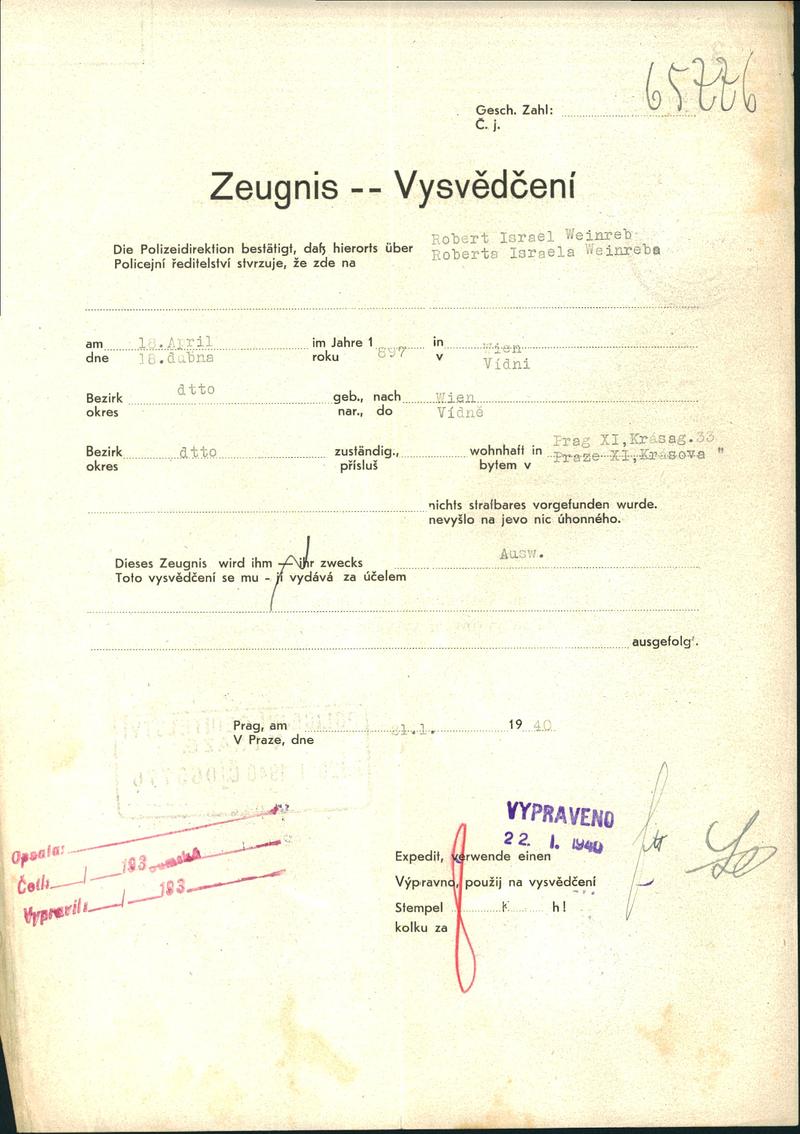 65776
Gesch. Zahl:
Č. j.
Zeugnis -- Vysvědčení
Die Polizeidirektion bestätigt, daß hierorts über Robert Israel Weinreb
Policejní ředitelství stvrzuje, že zde na Roberta Israela Weinreba
am 18.April im Jahre 1897 in Wien
dne 18.dubna roku v Vídni
Bezirk dtto geb., nach Wien
okres nar., do Vídně
Bezirk dtto zuständig., wohnhaft in Prag XI,Krásag.33
okres přísluš bytem v Praze XI,Krásova "
nichts strafbares vorgefunden wurde.
nevyšlo na jevo nic úhonného.
Dieses Zeugnis wird ihm - ihr zwecks Ausw.
Toto vysvědčení se mu - jí vydává za účelem
ausgefolgt.
Prag, am 21.1. 1940
V Praze, dne
VYPRAVENO
22. I. 1940
Opsala:
Četli 193
Vypravil: 193
Expedit, verwende einen
Výpravno, použij na vysvědčení
Stempel K h!
kolku za